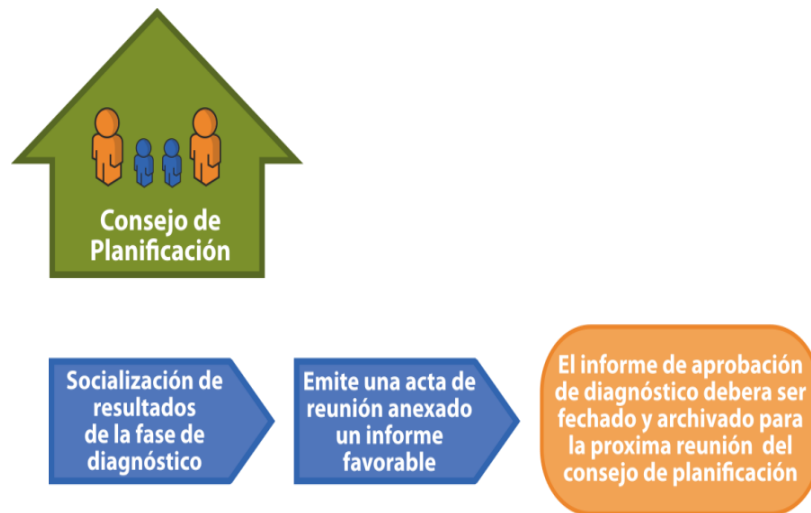 Consejo de
Planificación
Socialización de
resultados
de la fase de
diagnóstico
Emite una acta de
reunión anexado
un informe
favorable
El informe de aprobación
de diagnóstico debera ser
fechado y archivado para
la proxima reunión del
consejo de planificación